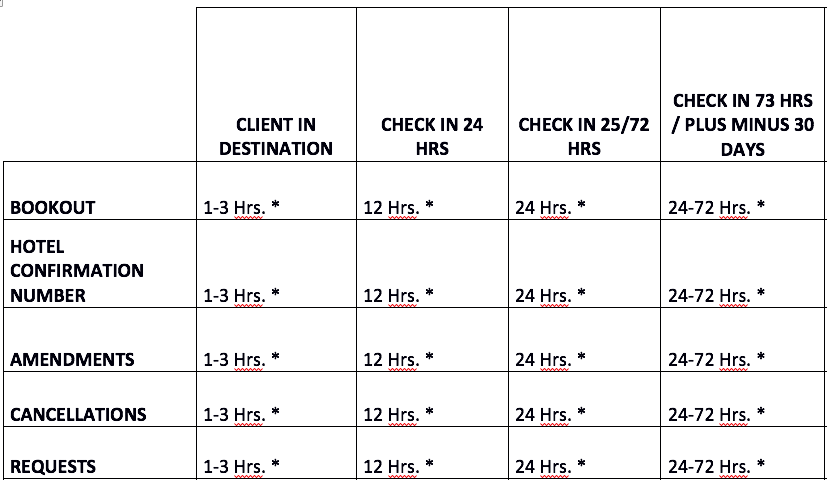 CLIENT IN
DESTINATION
CHECK IN 24
HRS
CHECK IN 25/72
HRS
CHECK IN 73 HRS
/ PLUS MINUS 30
DAYS
BOOKOUT
1-3 Hrs. *
12 Hrs. *
24 Hrs. *
24-72 Hrs. *
HOTEL
CONFIRMATION
NUMBER
1-3 Hrs. *
12 Hrs. *
24 Hrs. *
24-72 Hrs. *
AMENDMENTS
1-3 Hrs. *
12 Hrs. *
24 Hrs. *
24-72 Hrs. *
CANCELLATIONS
1-3 Hrs. *
12 Hrs. *
24 Hrs. *
24-72 Hrs. *
REQUESTS
1-3 Hrs. *
12 Hrs. *
24 Hrs. *
24-72 Hrs. *